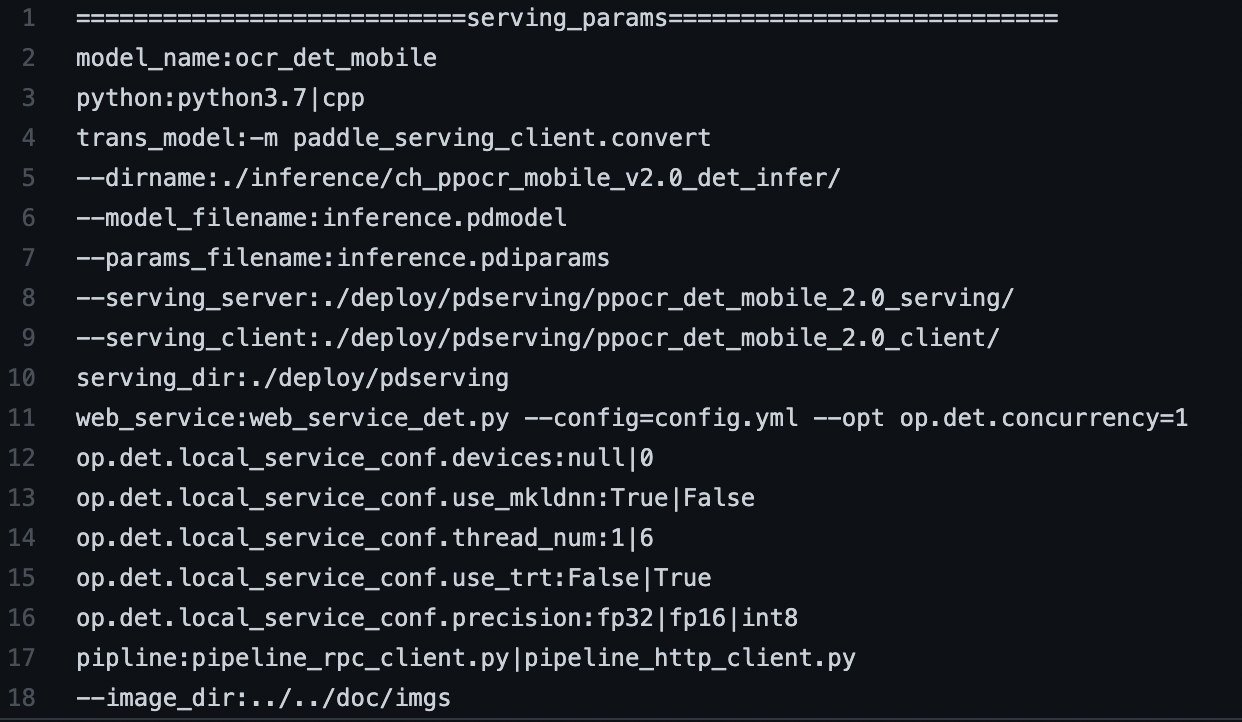 1 ===========================serving_params===========================
2 model_name:ocr_det_mobile
3 python:python3.7|cpp
4 trans_model:-m paddle_serving_client.convert
5 --dirname:./inference/ch_ppocr_mobile_v2.0_det_infer/
6 --model_filename:inference.pdmodel
7 --params_filename:inference.pdiparams
8 --serving_server:./deploy/pdserving/ppocr_det_mobile_2.0_serving/
9 --serving_client:./deploy/pdserving/ppocr_det_mobile_2.0_client/
10 serving_dir:./deploy/pdserving
11 web_service:web_service_det.py --config=config.yml --opt op.det.concurrency=1
12 op.det.local_service_conf.devices:null|0
13 op.det.local_service_conf.use_mkldnn:True|False
14 op.det.local_service_conf.thread_num:1|6
15 op.det.local_service_conf.use_trt:False|True
16 op.det.local_service_conf.precision:fp32|fp16|int8
17 pipline:pipeline_rpc_client.py|pipeline_http_client.py
18 --image_dir:../../doc/imgs